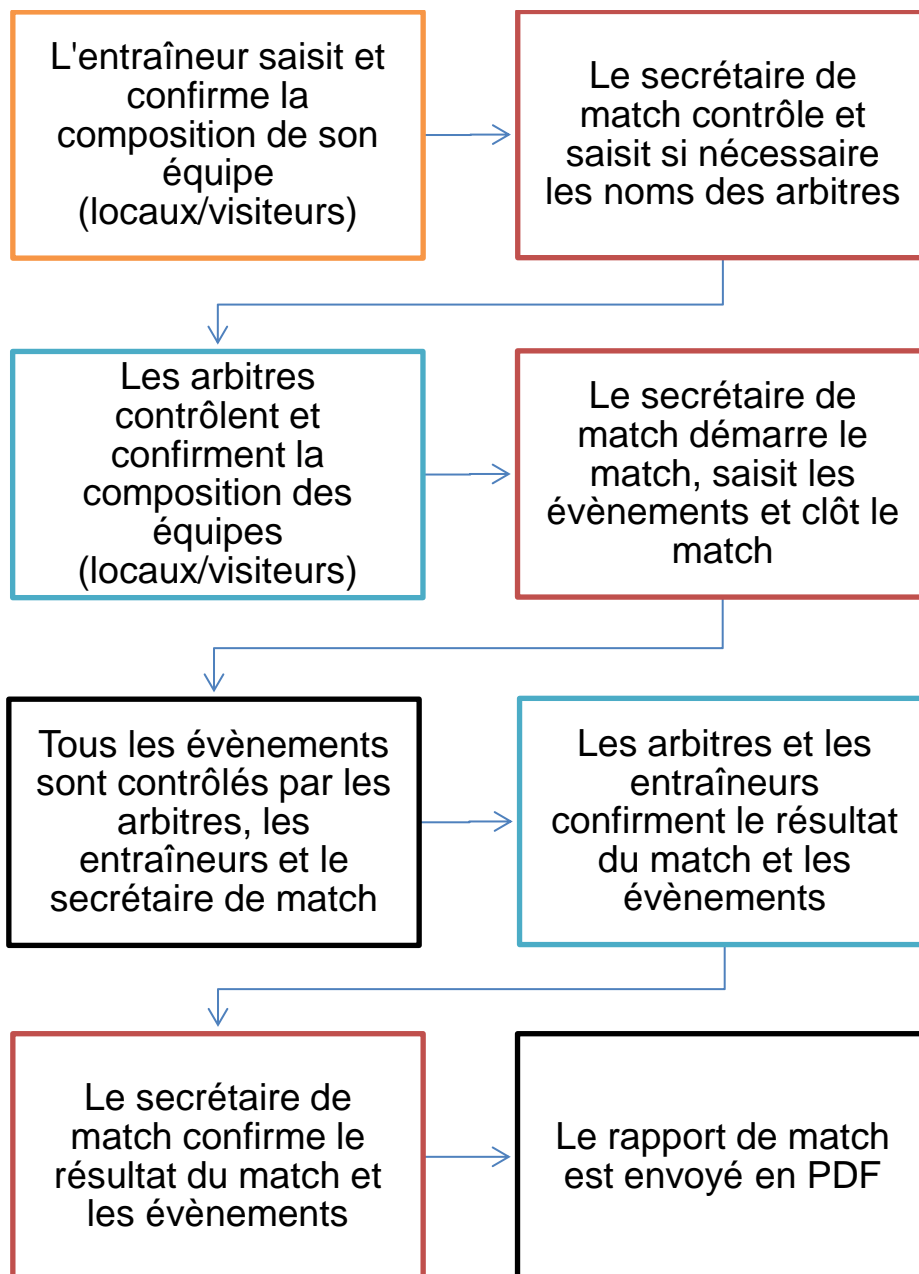 L'entraîneur saisit et
confirme la
composition de son
équipe
(locaux/visiteurs)
Le secrétaire de
match contrôle et
saisit si nécessaire
les noms des arbitres
Les arbitres
contrôlent et
confirment la
composition des
équipes
(locaux/visiteurs)
Le secrétaire de
match démarre le
match, saisit les
évènements et clôt le
match
Tous les évènements
sont contrôlés par les
arbitres, les
entraîneurs et le
secrétaire de match
Les arbitres et les
entraîneurs
confirment le résultat
du match et les
évènements
Le secrétaire de
match confirme le
résultat du match et
les évènements
Le rapport de match
est envoyé en PDF